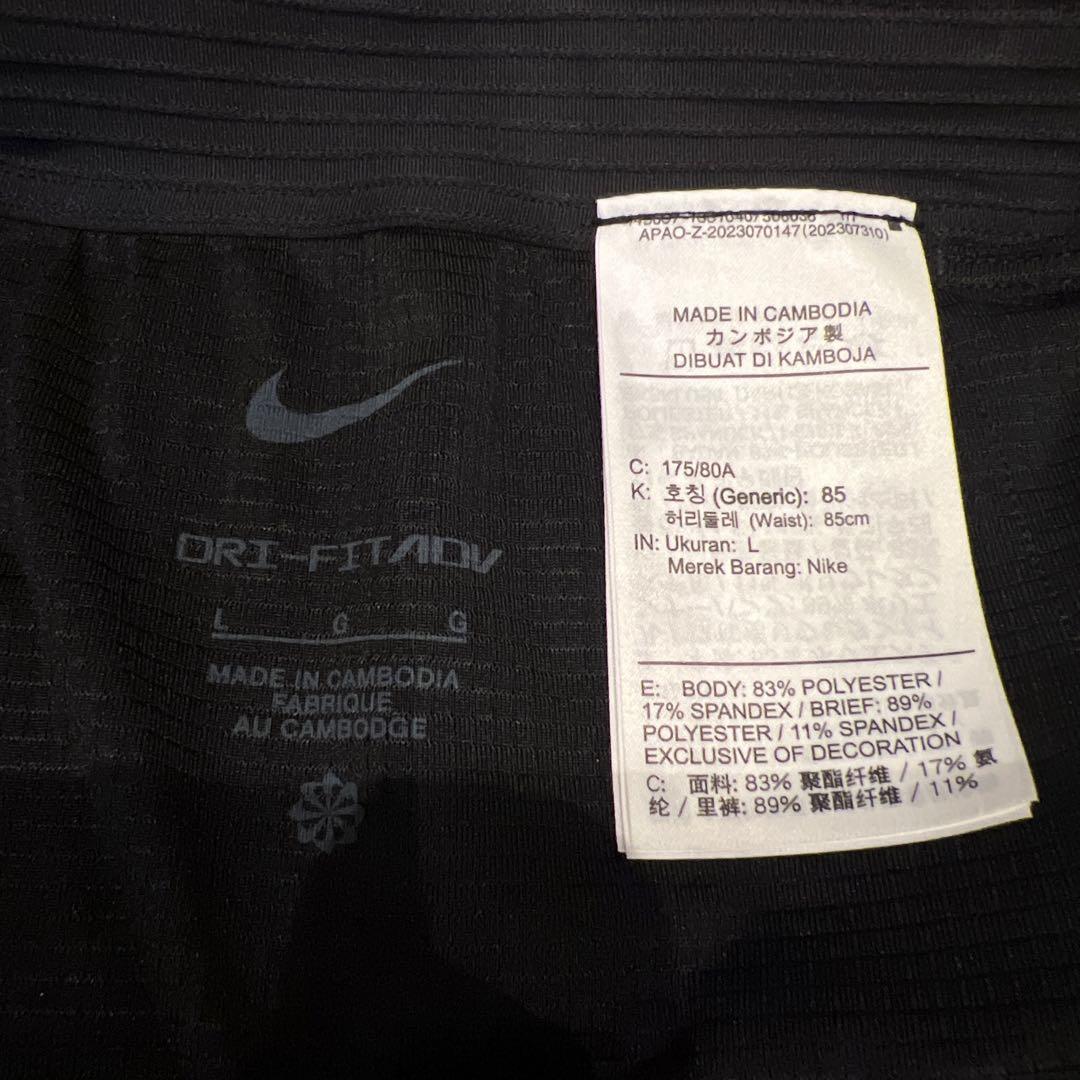 APAO-Z-2023070147(202307310)
MADE IN CAMBODIA
カンボジア製
DIBUAT DI KAMBOJA
C: 175/80A
K: 호칭 (Generic): 85
허리둘레 (Waist): 85cm
IN: Ukuran: L
Merek Barang: Nike
E: BODY: 83% POLYESTER /
17% SPANDEX / BRIEF: 89%
POLYESTER / 11% SPANDEX /
EXCLUSIVE OF DECORATION
C: 面料: 83% 聚酯纤维 / 17% 氨
纶 / 里裤: 89% 聚酯纤维 / 11%
DRI-FIT ADV
L G G
MADE IN CAMBODIA
FABRIQUE
AU CAMBODGE